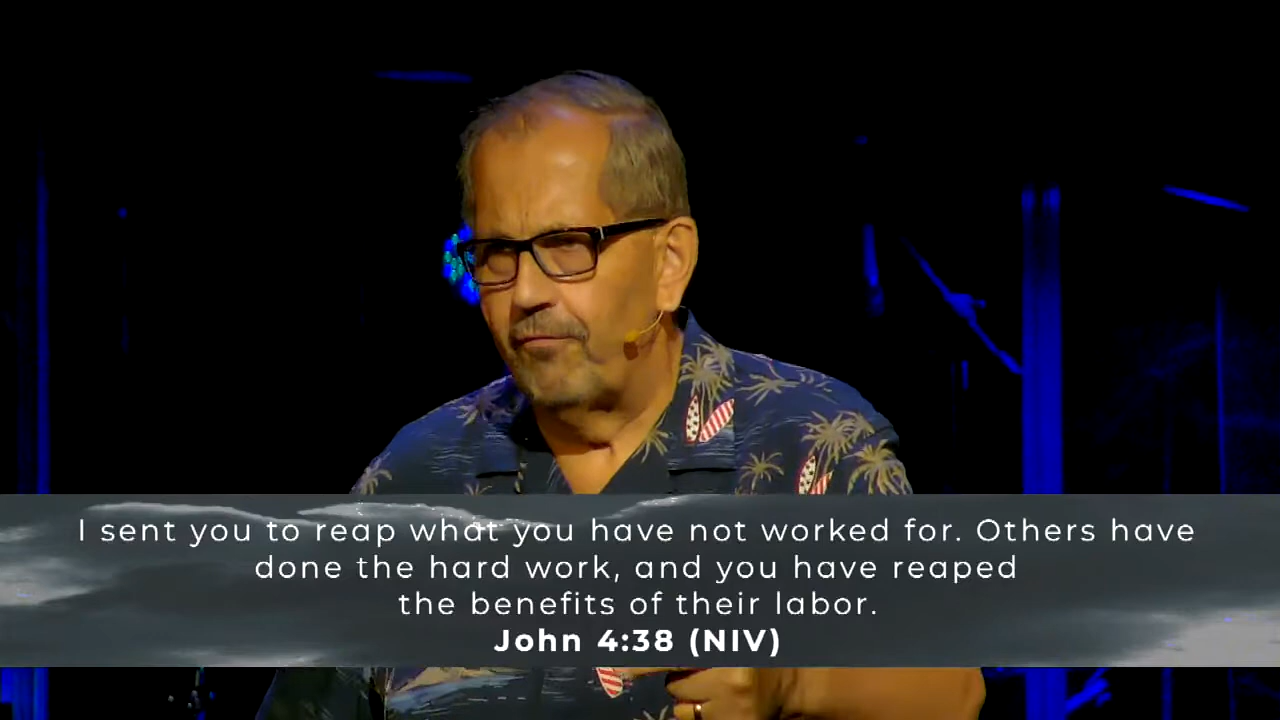 I sent you to reap what you have not worked for. Others have
done the hard work, and you have reaped
the benefits of their labor.
John 4:38 (NIV)